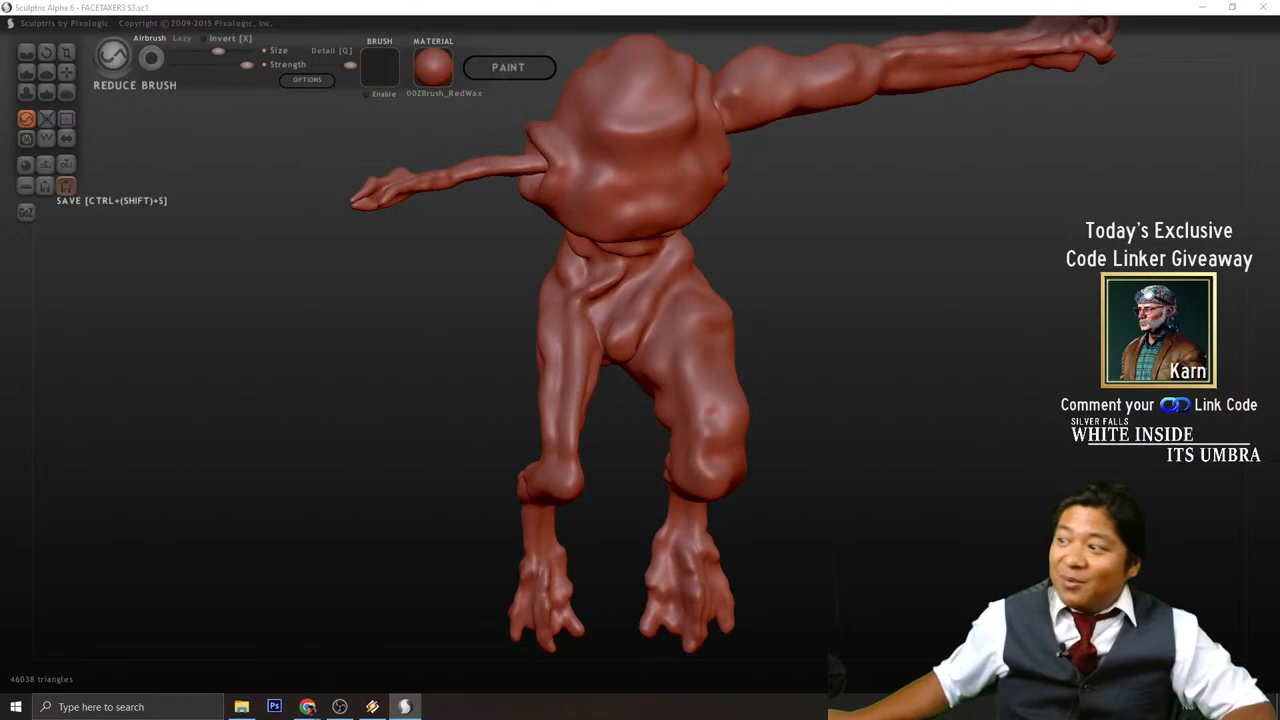 Sculptris Alpha 6 - FACETAKER3 S3.sc1
Sculptris by Pixologic Copyright © 2009-2015 Pixologic, Inc.
Airbrush Lazy Invert [X]
Size Detail [Q]
Strength
OPTIONS
REDUCE BRUSH
BRUSH
Enable
MATERIAL
00ZBrush_RedWax
PAINT
SAVE [CTRL+(SHIFT)+S]
GoZ
Today's Exclusive
Code Linker Giveaway
Karn
Comment your Link Code
SILVER FALLS
WHITE INSIDE
ITS UMBRA
46038 triangles
Ps
Type here to search